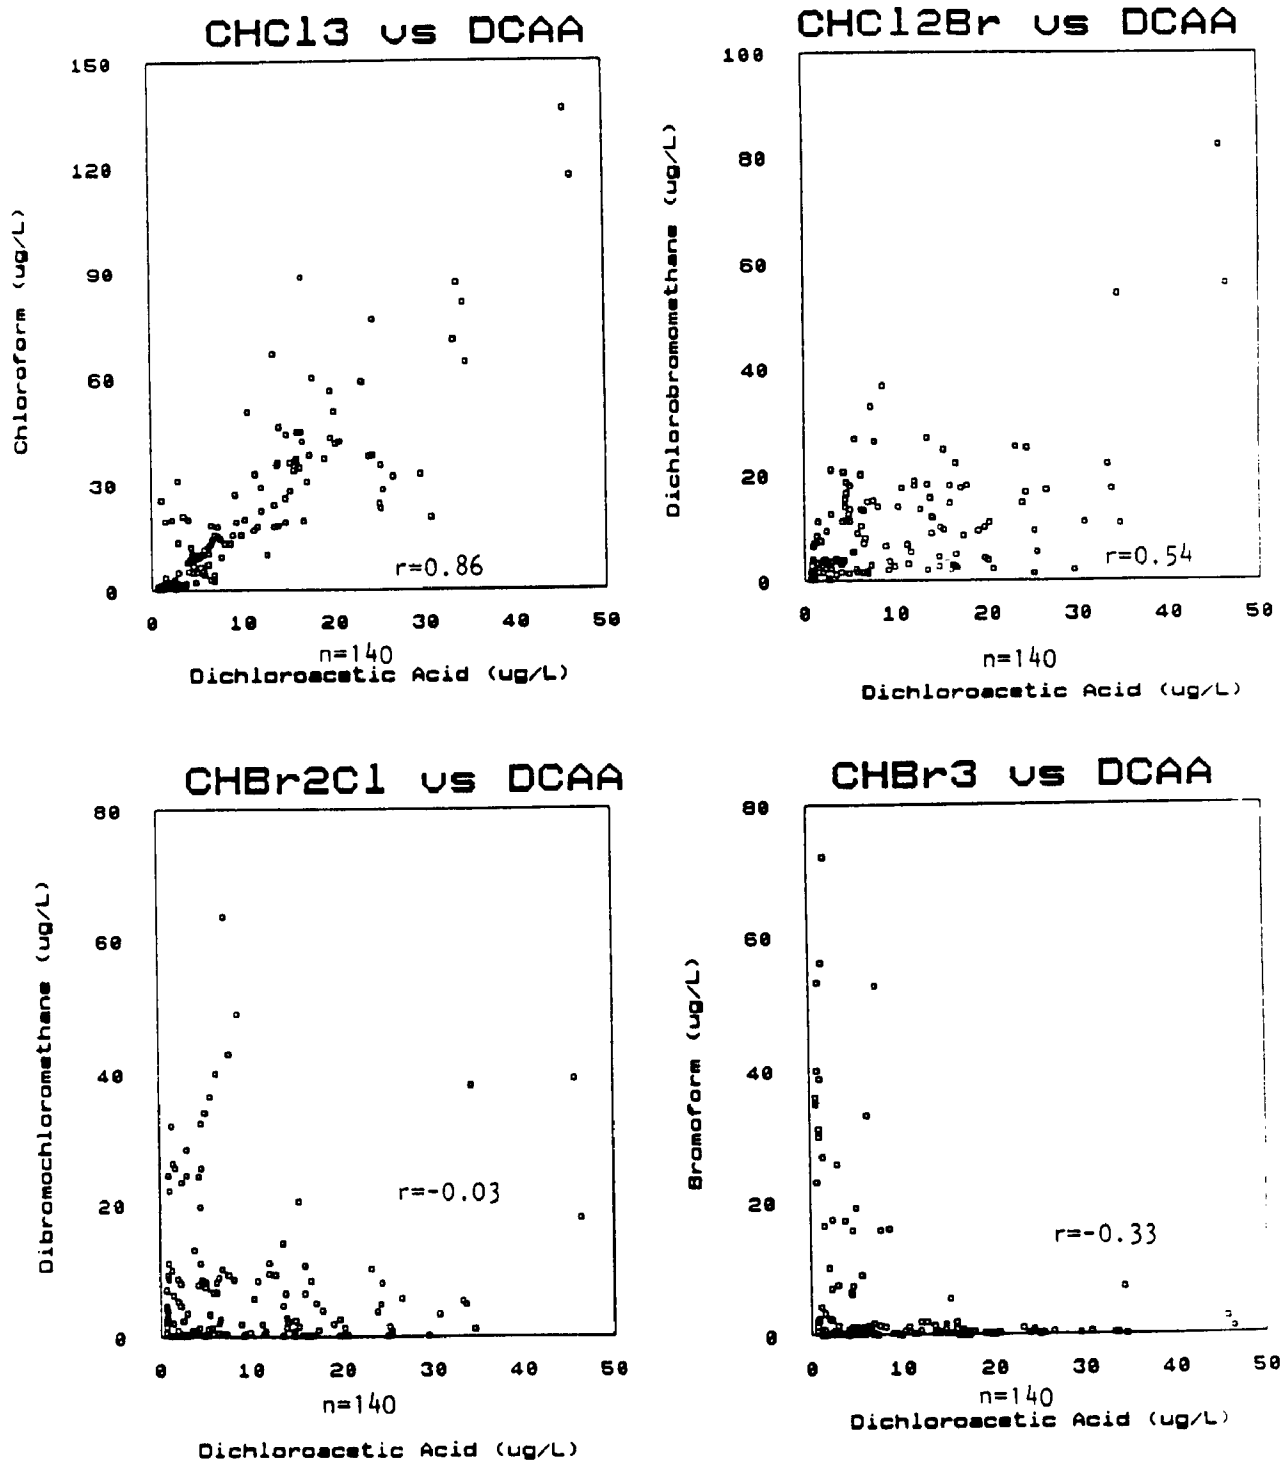 CHCl3 vs DCAA
150
120
90
60
30
0
Chloroform (ug/L)
r=0.86
0 10 20 30 40 50
n=140
Dichloroacetic Acid (ug/L)
CHCl2Br vs DCAA
100
80
60
40
20
0
Dichlorobromomethane (ug/L)
r=0.54
0 10 20 30 40 50
n=140
Dichloroacetic Acid (ug/L)
CHBr2Cl vs DCAA
80
60
40
20
0
Dibromochloromethane (ug/L)
r=-0.03
0 10 20 30 40 50
n=140
Dichloroacetic Acid (ug/L)
CHBr3 vs DCAA
80
60
40
20
0
Bromoform (ug/L)
r=-0.33
0 10 20 30 40 50
n=140
Dichloroacetic Acid (ug/L)